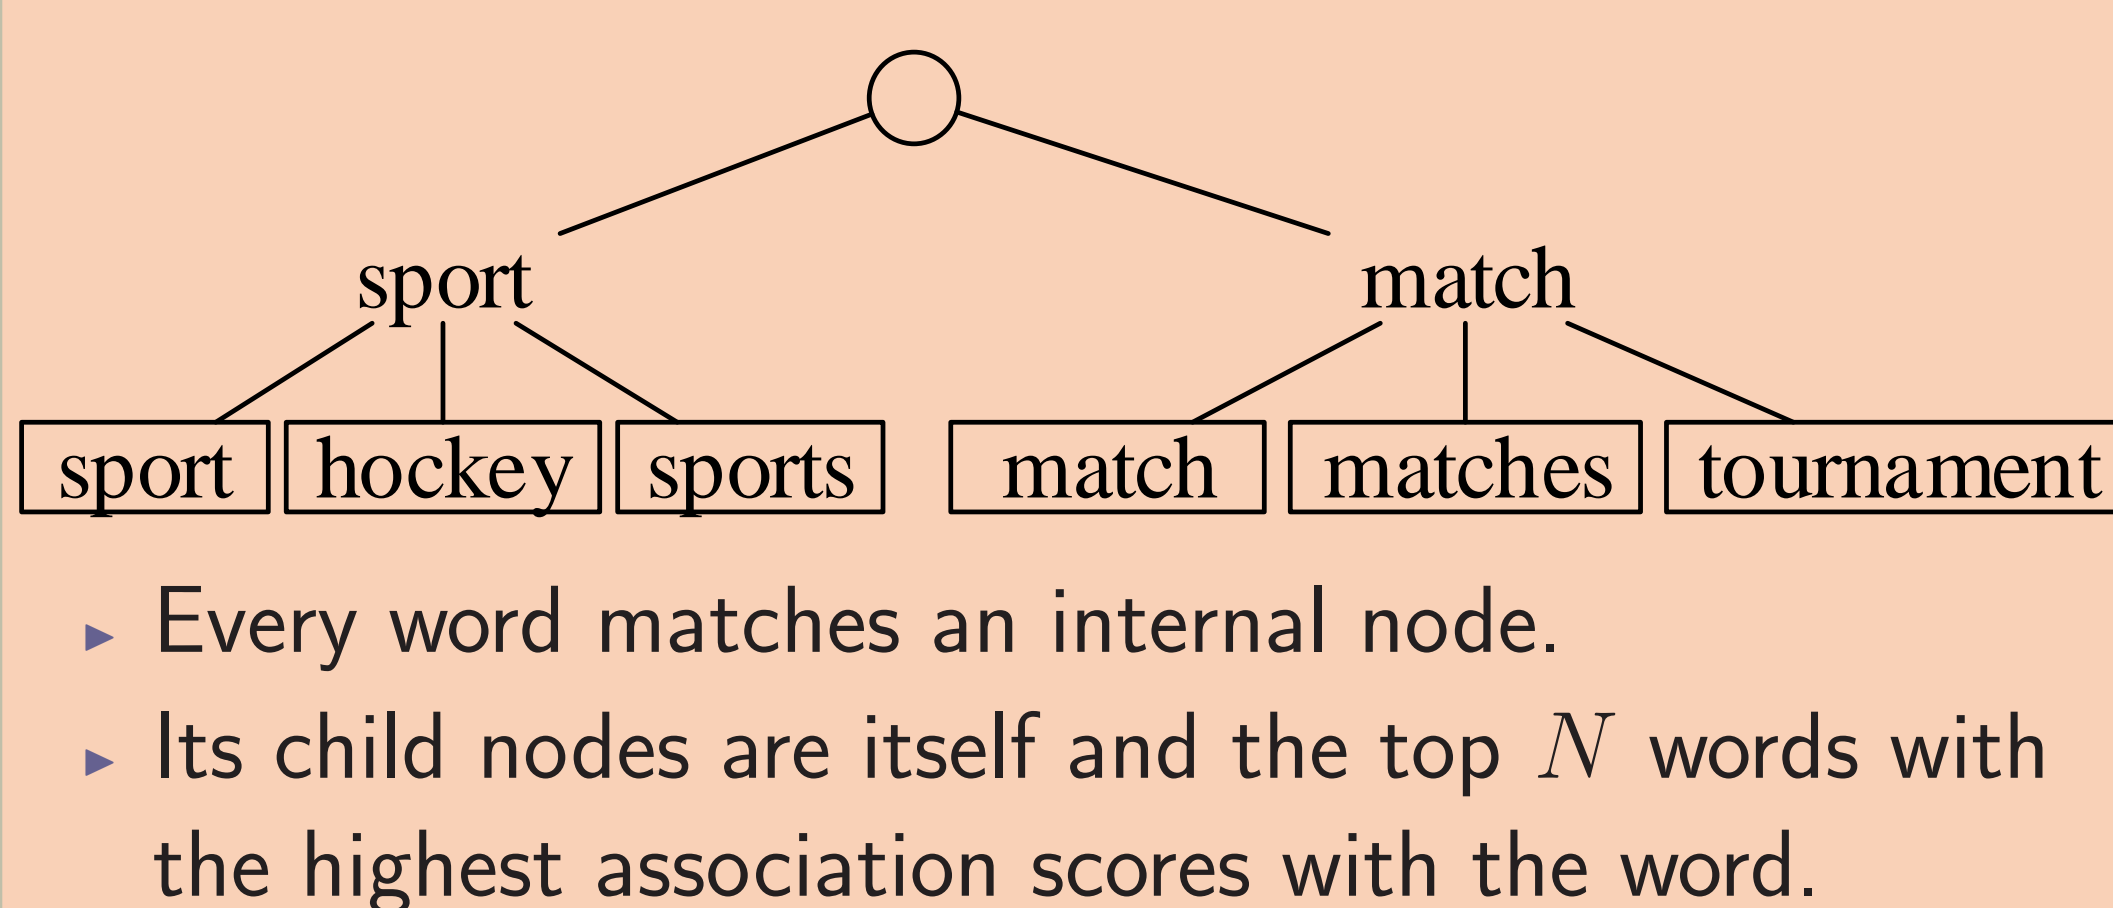 sport match
sport hockey sports match matches tournament
▸ Every word matches an internal node.
▸ Its child nodes are itself and the top N words with
the highest association scores with the word.